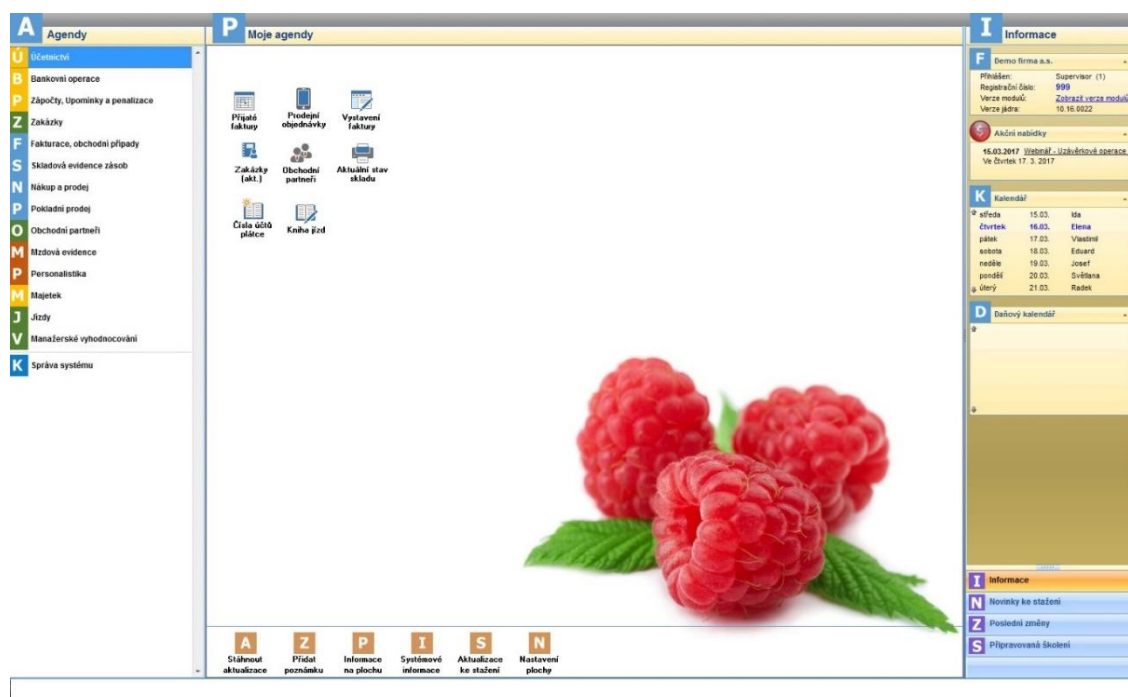 A Agendy
Ú Účetnictví
B Bankovní operace
P Zápočty, Upomínky a penalizace
Z Zakázky
F Fakturace, obchodní případy
S Skladová evidence zásob
N Nákup a prodej
P Pokladní prodej
O Obchodní partneři
M Mzdová evidence
P Personalistika
M Majetek
J Jízdy
V Manažerské vyhodnocování
K Správa systému
P Moje agendy
Přijaté faktury
Prodejní objednávky
Vystavení faktury
Zakázky (akt.)
Obchodní partneři
Aktuální stav skladu
Čísla účtů plátce
Kniha jízd
A Stáhnout aktualizace
Z Přidat poznámku
P Informace na plochu
I Systémové informace
S Aktualizace ke stažení
N Nastavení plochy
I Informace
F Demo firma a.s.
Přihlášen: Supervisor (1)
Registrační číslo: 999
Verze modulů: Zobrazit verze modulů
Verze jádra: 10.16.0022
Akční nabídky
15.03.2017 Webinář - Uzávěrkové operace
Ve čtvrtek 17. 3. 2017
K Kalendář
středa 15.03. Ida
čtvrtek 16.03. Elena
pátek 17.03. Vlastimil
sobota 18.03. Eduard
neděle 19.03. Josef
pondělí 20.03. Světlana
úterý 21.03. Radek
D Daňový kalendář
I Informace
N Novinky ke stažení
Z Poslední změny
S Připravovaná školení